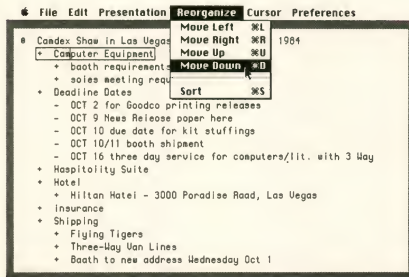 File Edit Presentation Reorganize Cursor Preferences
Move Left ⌘L
Move Right ⌘R
Move Up ⌘U
Move Down ⌘D
Sort ⌘S
Comdex Show in Las Vegas 1984
+ Computer Equipment
+ booth requirements
+ sales meeting requ
+ Deadline Dates
- OCT 2 for Goodco printing releases
- OCT 9 News Release paper here
- OCT 10 due date for kit stuffings
- OCT 10/11 booth shipment
- OCT 16 three day service for computers/lit. with 3 Way
+ Hospitality Suite
+ Hotel
+ Hilton Hotel - 3000 Paradise Road, Las Vegas
+ insurance
+ Shipping
+ Flying Tigers
+ Three-Way Van Lines
+ Booth to new address Wednesday Oct 1